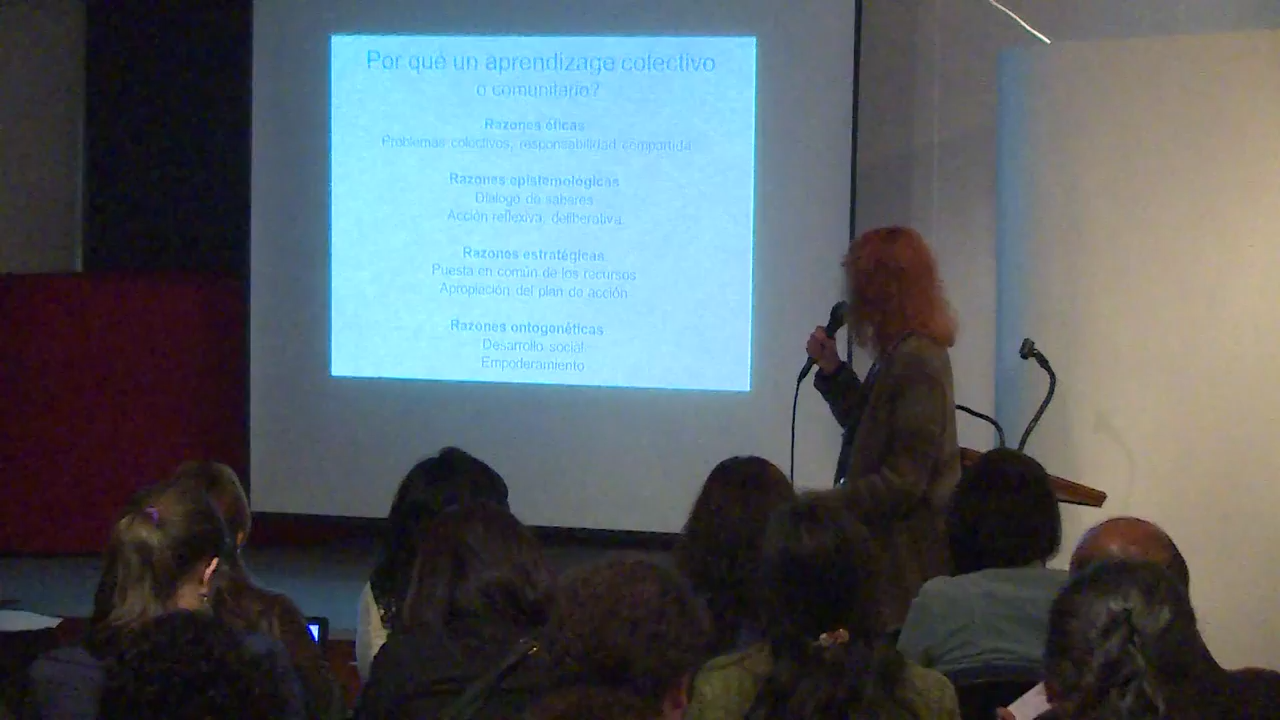 Por qué un aprendizage colectivo
o comunitario?
Razones éticas
Problemas colectivos, responsabilidad compartida
Razones epistemológicas
Dialogo de saberes
Acción reflexiva, deliberativa
Razones estratégicas
Puesta en común de los recursos
Apropiación del plan de acción
Razones ontogenéticas
Desarrollo social
Empoderamiento